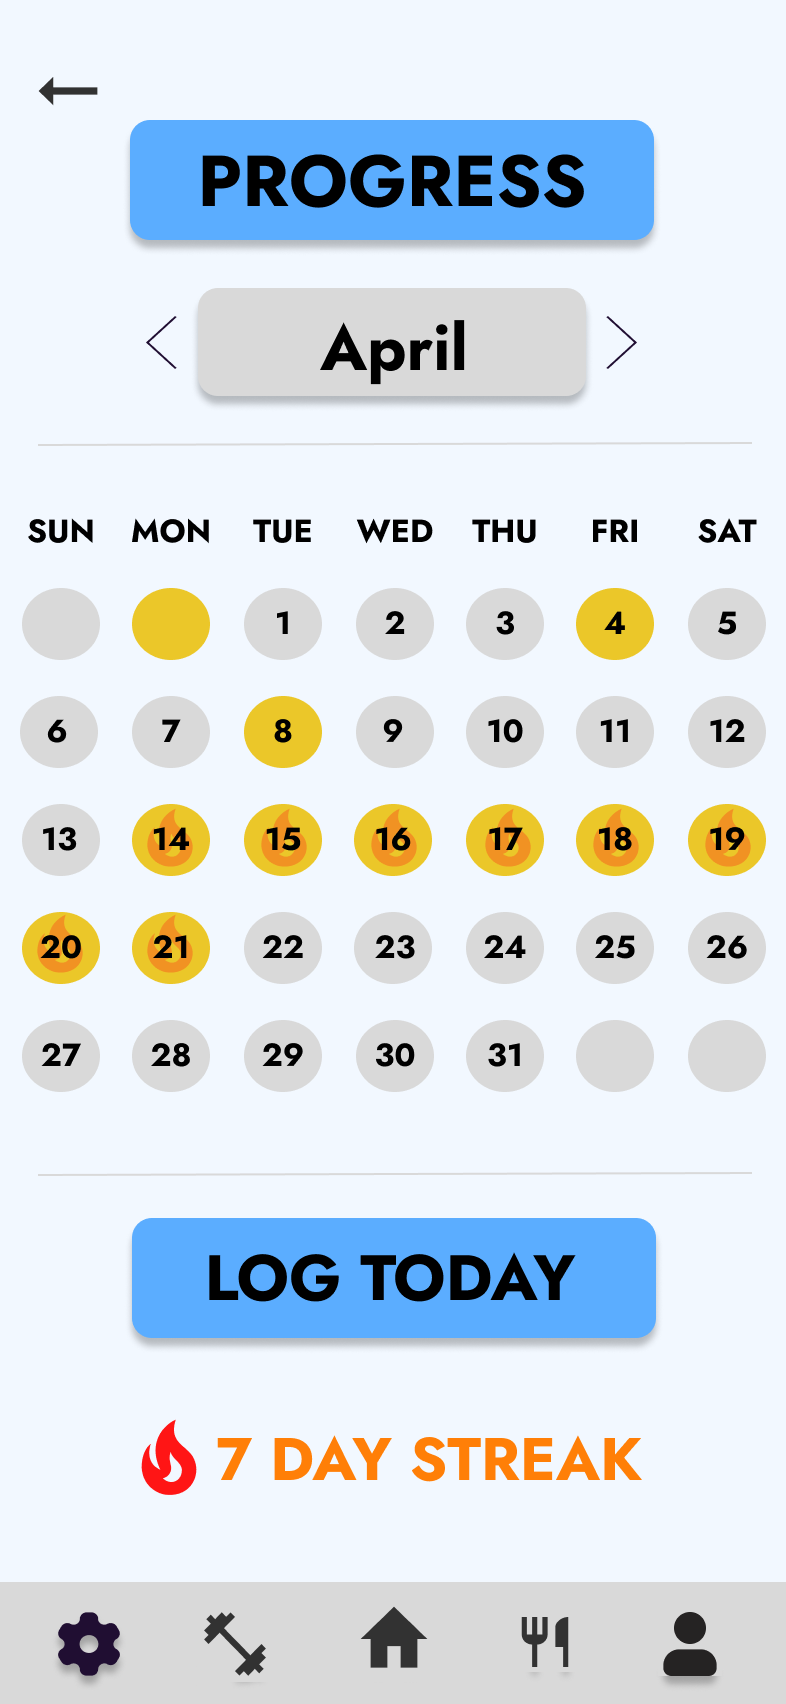 PROGRESS
April
SUN MON TUE WED THU FRI SAT
1 2 3 4 5
6 7 8 9 10 11 12
13 14 15 16 17 18 19
20 21 22 23 24 25 26
27 28 29 30 31
LOG TODAY
7 DAY STREAK